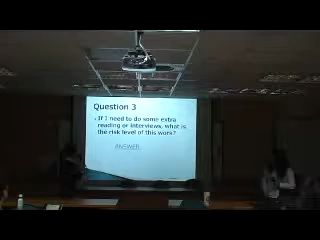 Question 3
If I need to do some extra
reading or interviews, what is
the risk level of this work?
ANSWER